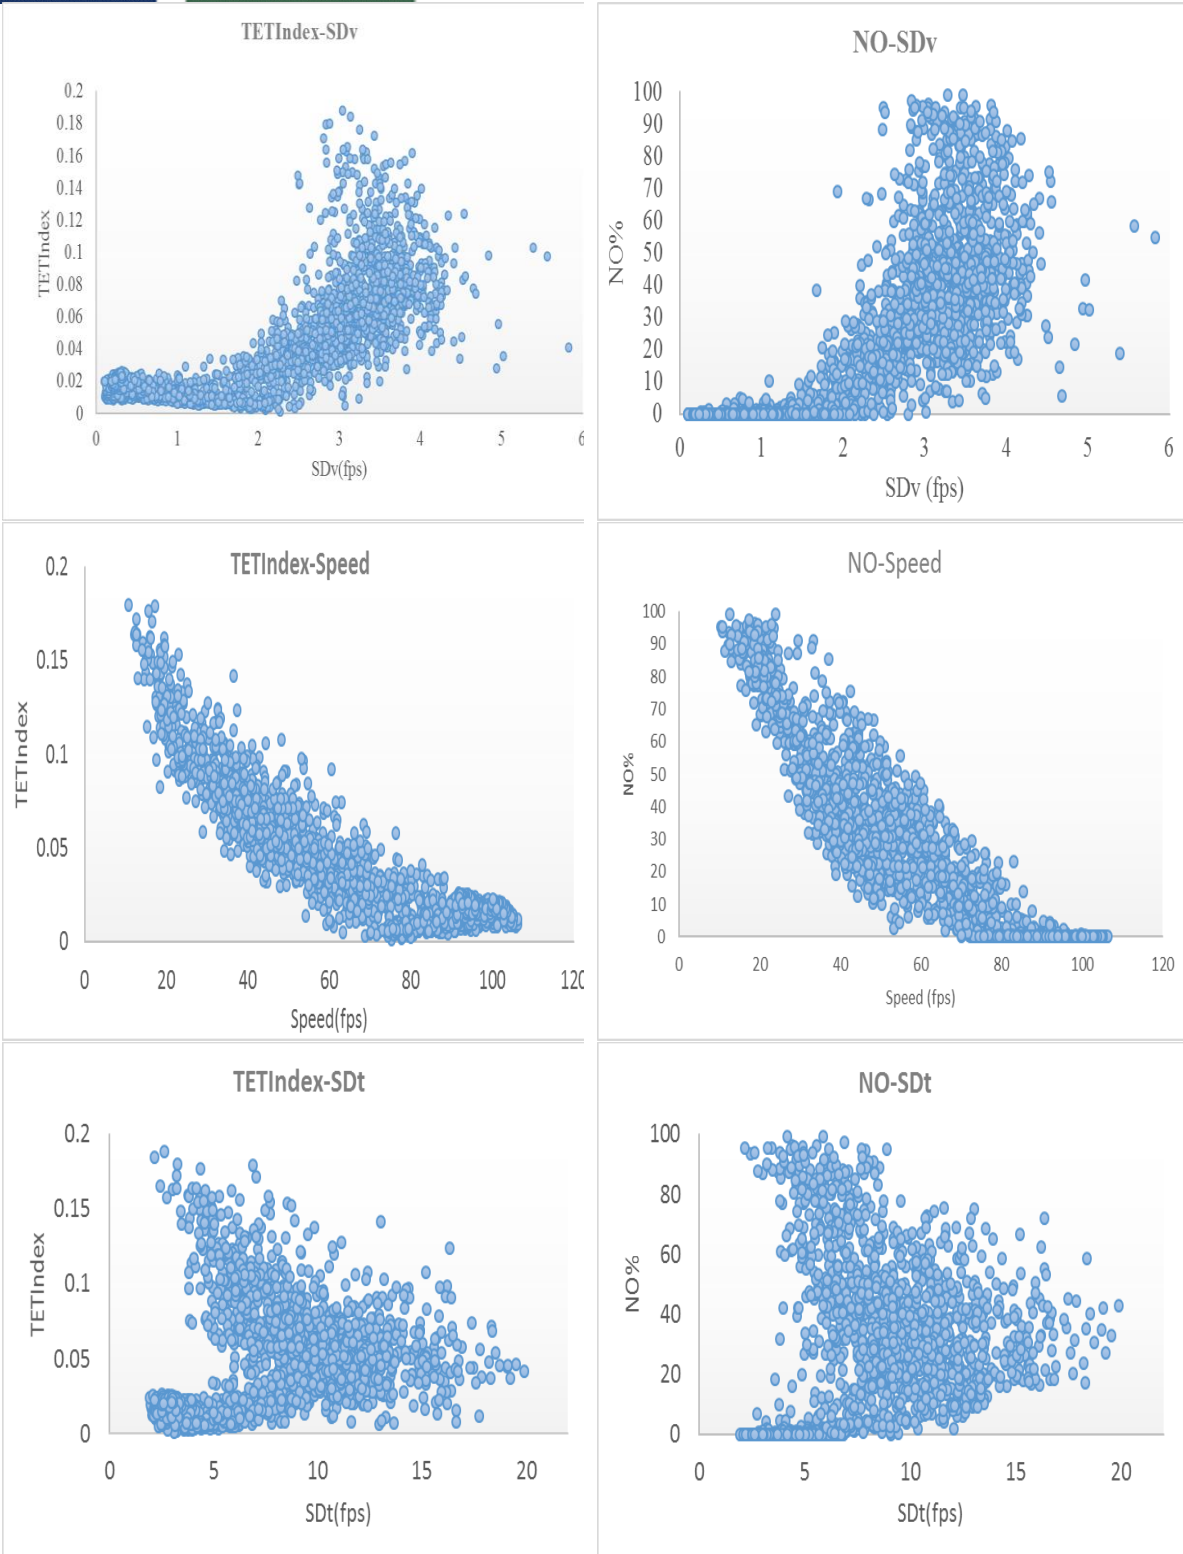 TETIndex-SDv
TETIndex
0.2
0.18
0.16
0.14
0.12
0.1
0.08
0.06
0.04
0.02
0
0 1 2 3 4 5 6
SDv(fps)
NO-SDv
NO%
100
90
80
70
60
50
40
30
20
10
0
0 1 2 3 4 5 6
SDv (fps)
TETIndex-Speed
TETIndex
0.2
0.15
0.1
0.05
0
0 20 40 60 80 100 120
Speed(fps)
NO-Speed
NO%
100
90
80
70
60
50
40
30
20
10
0
0 20 40 60 80 100 120
Speed (fps)
TETIndex-SDt
TETIndex
0.2
0.15
0.1
0.05
0
0 5 10 15 20
SDt(fps)
NO-SDt
NO%
100
80
60
40
20
0
0 5 10 15 20
SDt(fps)